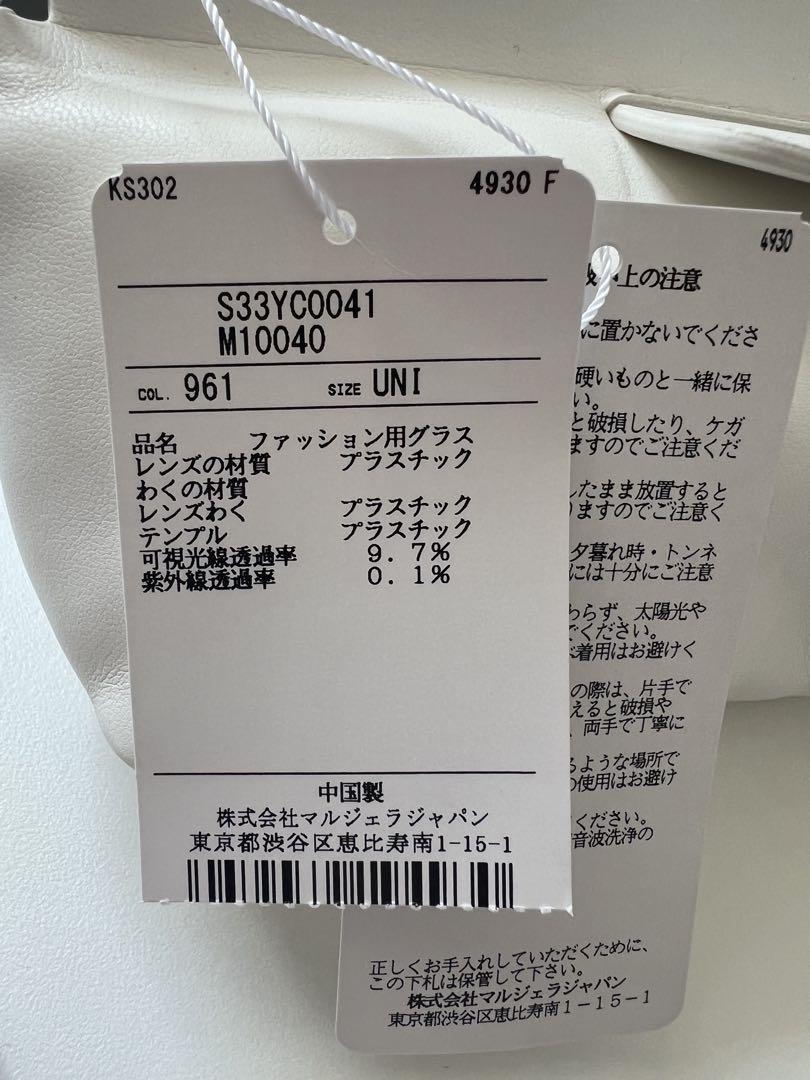 KS302 4930 F
S33YC0041
M10040
COL. 961 SIZE UNI
品名 ファッション用グラス
レンズの材質 プラスチック
わくの材質
レンズわく プラスチック
テンプル プラスチック
可視光線透過率 9.7%
紫外線透過率 0.1%
中国製
株式会社マルジェラジャパン
東京都渋谷区恵比寿南1-15-1
4930
上の注意
に置かないでくださ
硬いものと一緒に保
い。
と破損したり、ケガ
ますのでご注意くだ
したまま放置すると
りますのでご注意く
夕暮れ時・トンネ
には十分にご注意
わらず、太陽光や
でください。
着用はお避けく
の際は、片手で
えると破損や
、両手で丁寧に
るような場所で
の使用はお避け
ください。
音波洗浄の
正しくお手入れしていただくために、
この下札は保管して下さい。
株式会社マルジェラジャパン
東京都渋谷区恵比寿南1-15-1